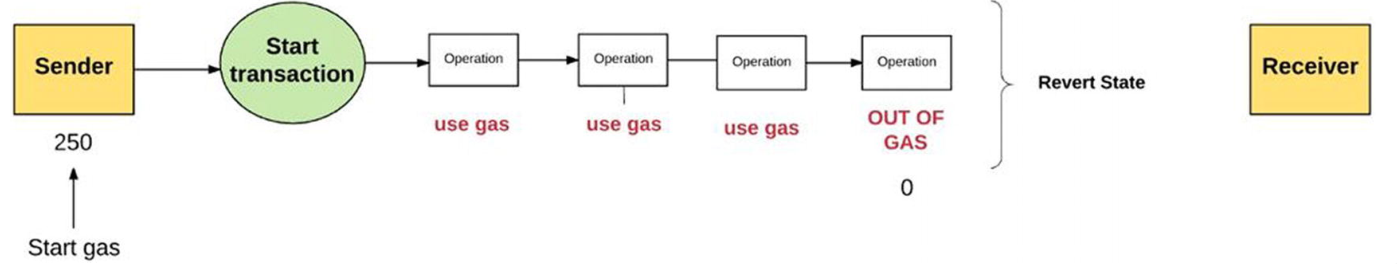 Sender
Start
transaction
Operation
Operation
Operation
Operation
Revert State
Receiver
use gas
use gas
use gas
OUT OF
GAS
250
0
Start gas